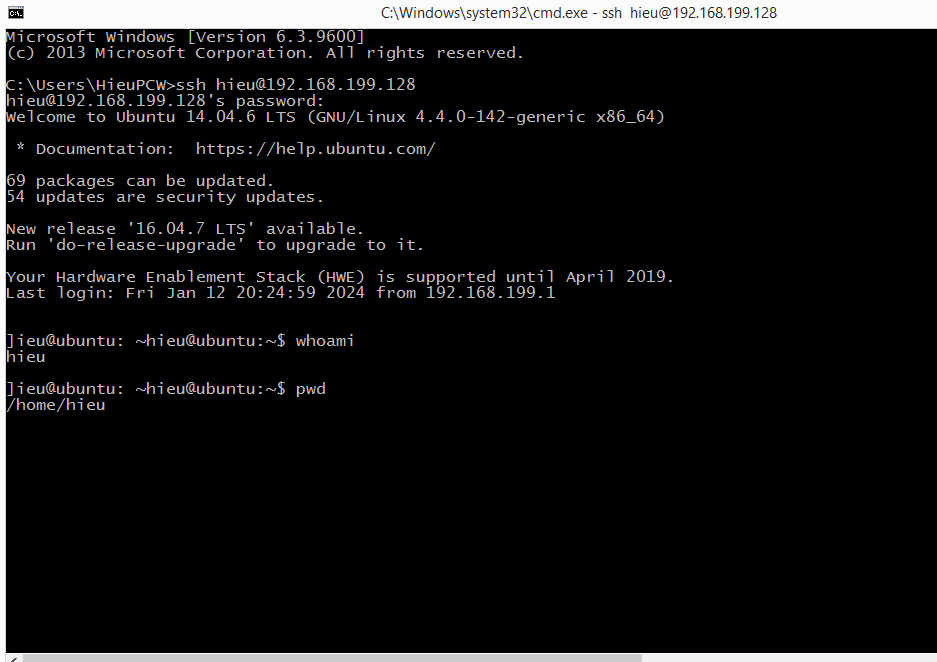 C:\Windows\system32\cmd.exe - ssh hieu@192.168.199.128
Microsoft Windows [Version 6.3.9600]
(c) 2013 Microsoft Corporation. All rights reserved.
C:\Users\HieuPCW>ssh hieu@192.168.199.128
hieu@192.168.199.128's password:
Welcome to Ubuntu 14.04.6 LTS (GNU/Linux 4.4.0-142-generic x86_64)
* Documentation:  https://help.ubuntu.com/
69 packages can be updated.
54 updates are security updates.
New release '16.04.7 LTS' available.
Run 'do-release-upgrade' to upgrade to it.
Your Hardware Enablement Stack (HWE) is supported until April 2019.
Last login: Fri Jan 12 20:24:59 2024 from 192.168.199.1
]ieu@ubuntu: ~hieu@ubuntu:~$ whoami
hieu
]ieu@ubuntu: ~hieu@ubuntu:~$ pwd
/home/hieu